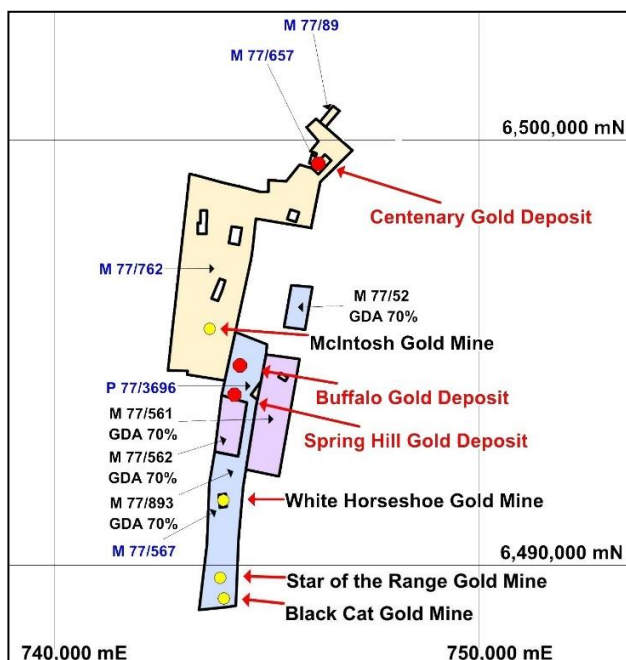 M 77/89
M 77/657
6,500,000 mN
Centenary Gold Deposit
M 77/762
M 77/52
GDA 70%
McIntosh Gold Mine
P 77/3696
Buffalo Gold Deposit
M 77/561
GDA 70%
Spring Hill Gold Deposit
M 77/562
GDA 70%
White Horseshoe Gold Mine
M 77/893
GDA 70%
M 77/567
6,490,000 mN
Star of the Range Gold Mine
Black Cat Gold Mine
740,000 mE
750,000 mE